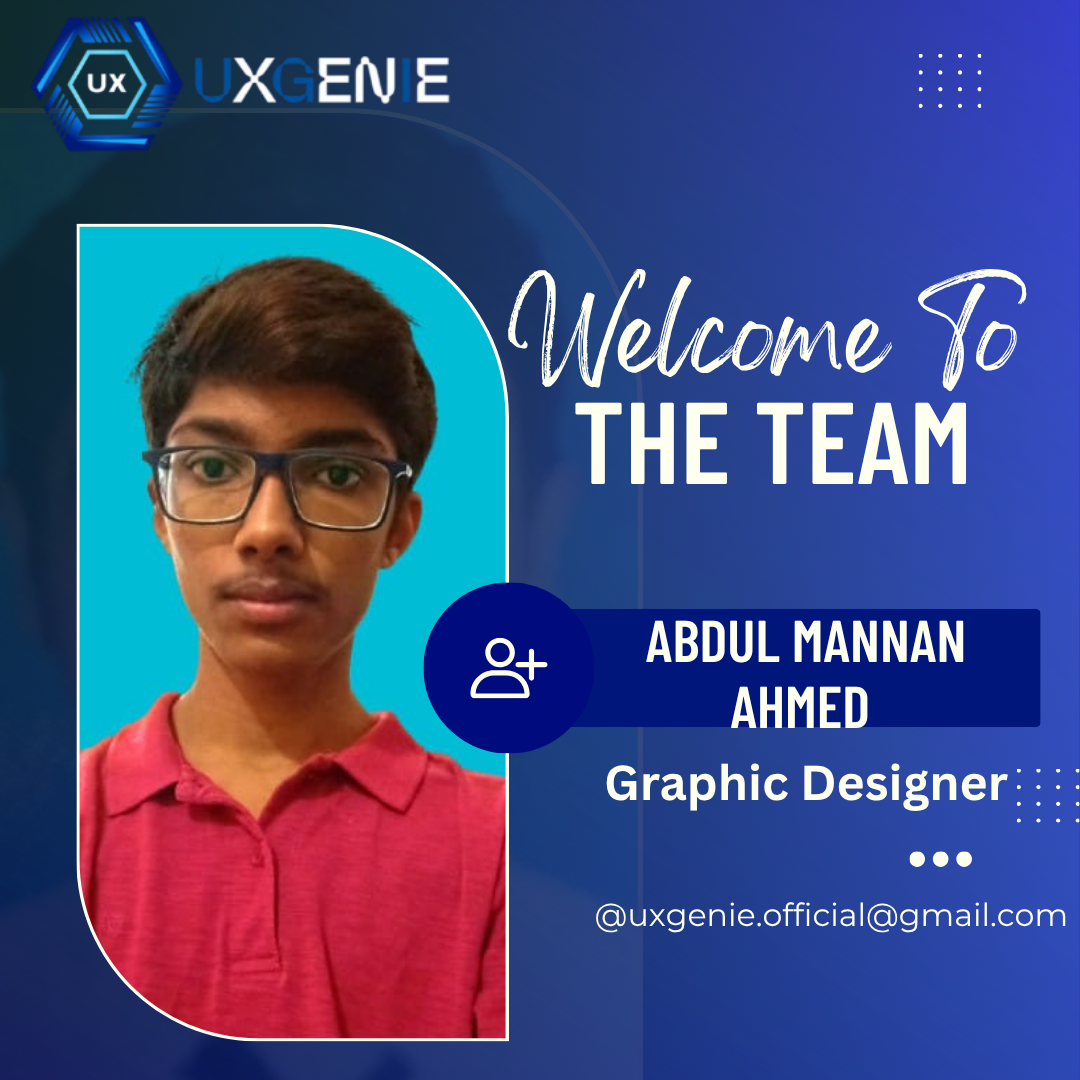 UX
UXGENIE
Welcome To
THE TEAM
ABDUL MANNAN
AHMED
Graphic Designer
@uxgenie.official@gmail.com